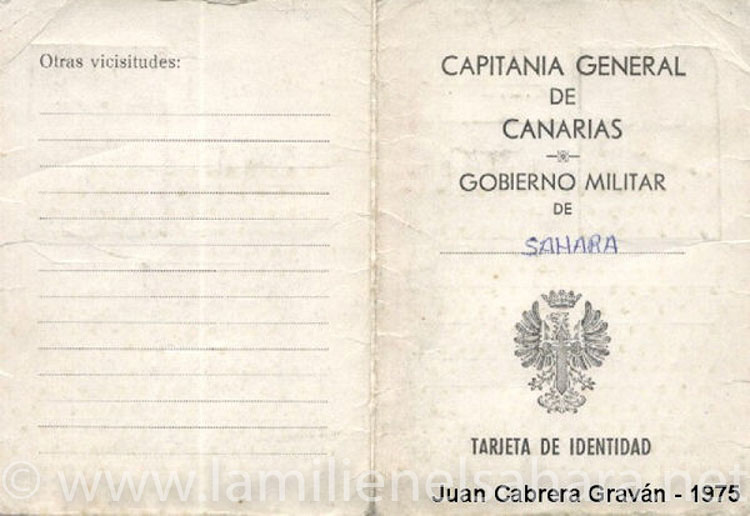 Otras vicisitudes:
CAPITANIA GENERAL
DE
CANARIAS
GOBIERNO MILITAR
DE
SAHARA
TARJETA DE IDENTIDAD
© www.lamilienelsahara.net
Juan Cabrera Graván - 1975